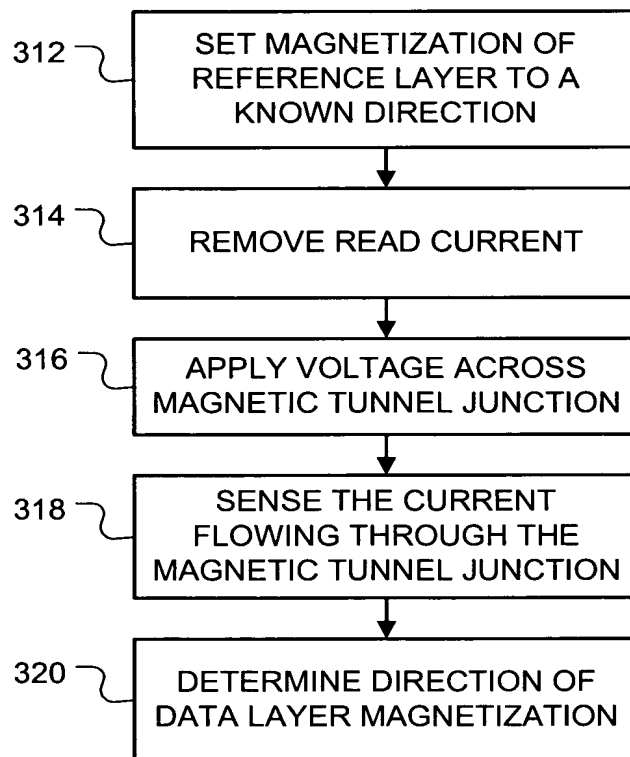 312
SET MAGNETIZATION OF
REFERENCE LAYER TO A
KNOWN DIRECTION
314
REMOVE READ CURRENT
316
APPLY VOLTAGE ACROSS
MAGNETIC TUNNEL JUNCTION
318
SENSE THE CURRENT
FLOWING THROUGH THE
MAGNETIC TUNNEL JUNCTION
320
DETERMINE DIRECTION OF
DATA LAYER MAGNETIZATION